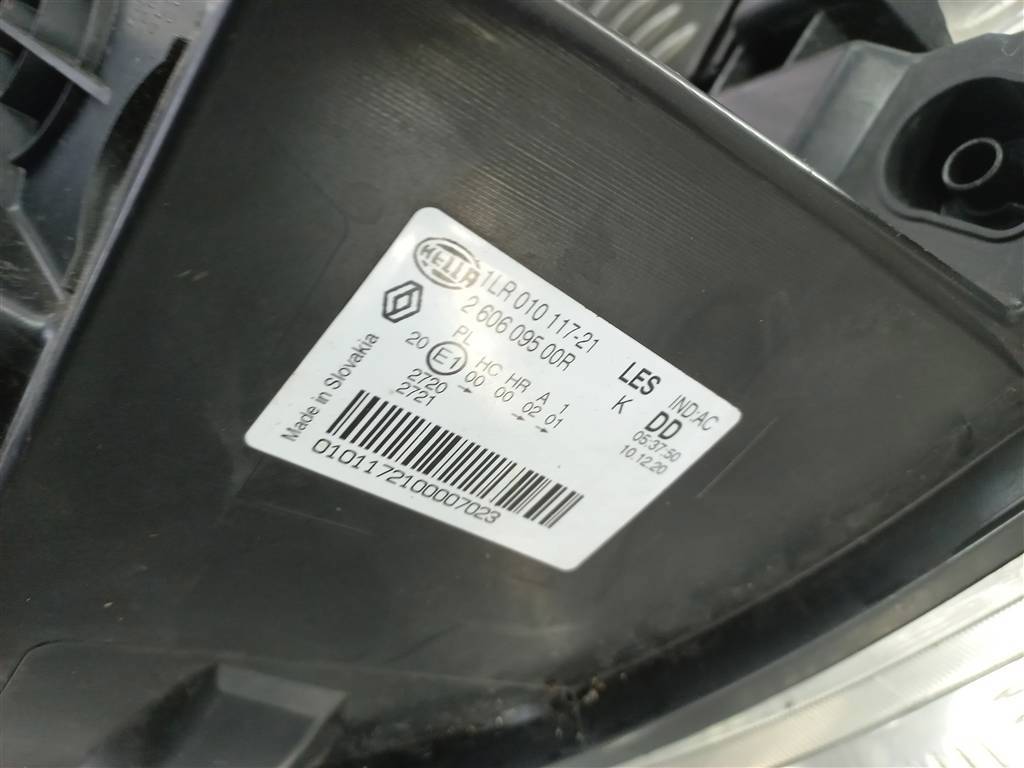 HELLA 1LR 010 117-21
2 606 095 00R
LES IND:AC
PL HC HR A 1 K DD
20 E1 00 00 02 01 05:37:50
2720 10.12.20
2721
Made in Slovakia
0101172100007023